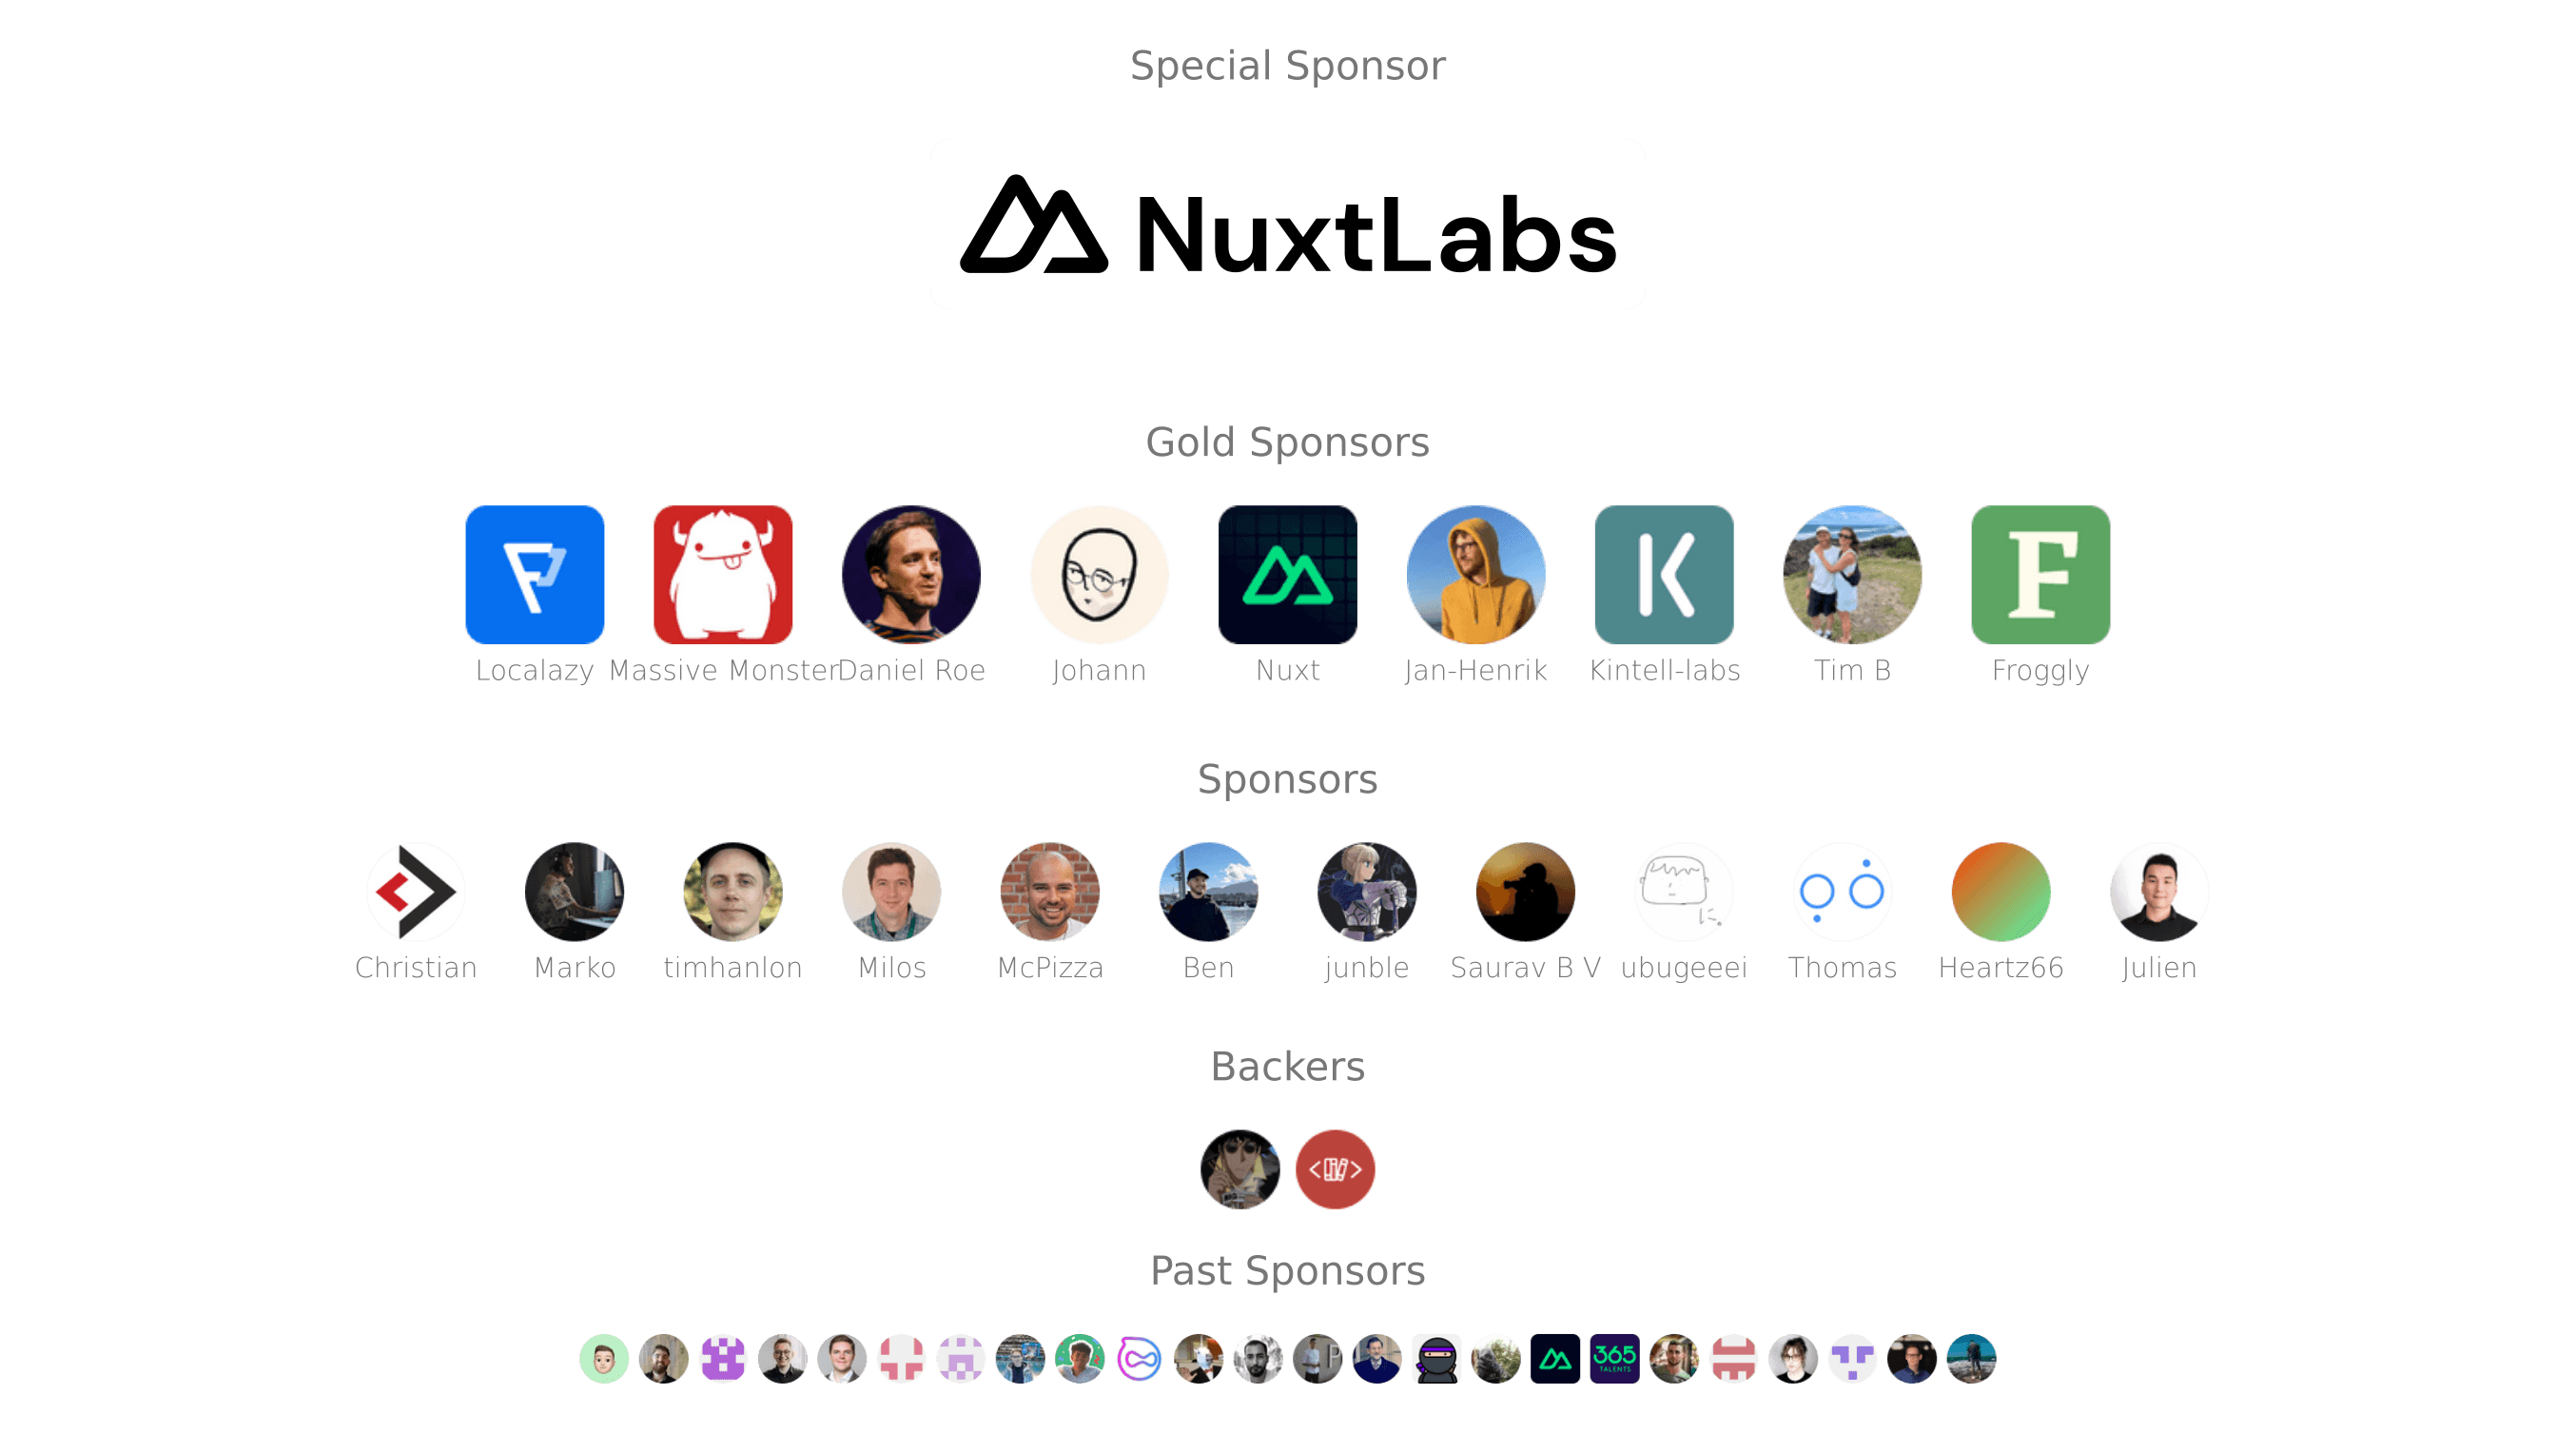 Special Sponsor
NuxtLabs
Gold Sponsors
K
F
Localazy Massive Monster Daniel Roe Johann Nuxt Jan-Henrik Kintell-labs Tim B Froggly
Sponsors
Christian Marko timhanlon Milos McPizza Ben junble Saurav B V ubugeeei Thomas Heartz66 Julien
Backers
Past Sponsors
P
365
TALENTS